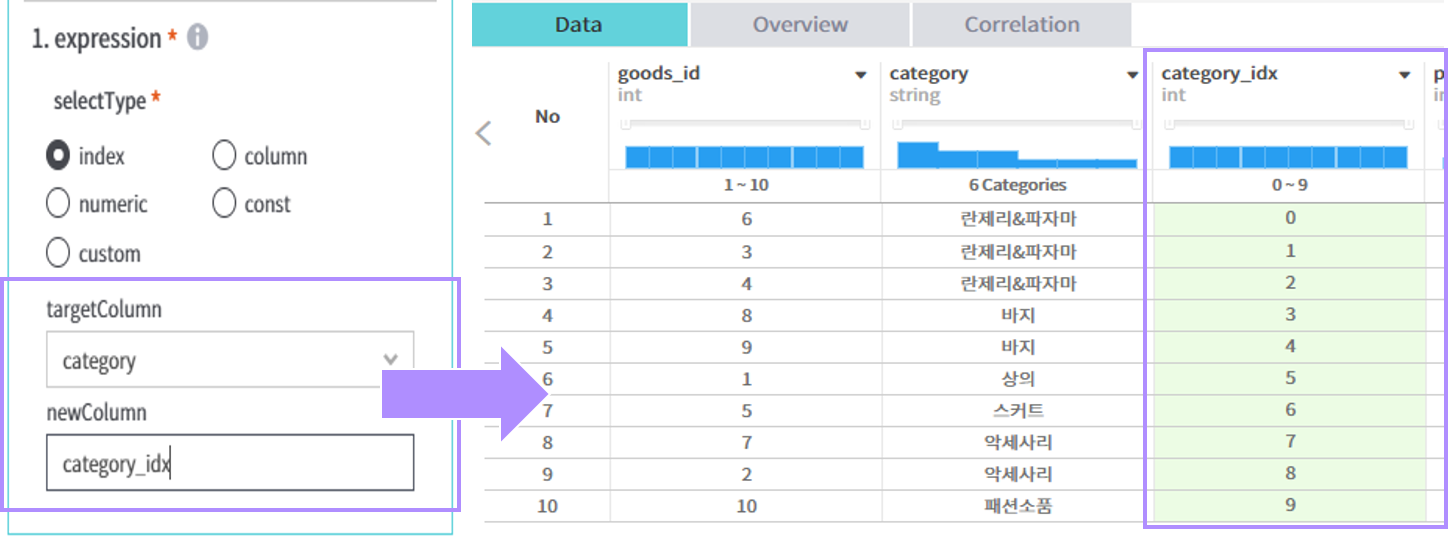 1. expression *
selectType *
index
column
numeric
const
custom
targetColumn
category
newColumn
category_idx
Data Overview Correlation
No goods_id category category_idx p
int string int in
1 ~ 10 6 Categories 0 ~ 9
1 6 란제리&파자마 0
2 3 란제리&파자마 1
3 4 란제리&파자마 2
4 8 바지 3
5 9 바지 4
6 1 상의 5
7 5 스커트 6
8 7 악세사리 7
9 2 악세사리 8
10 10 패션소품 9